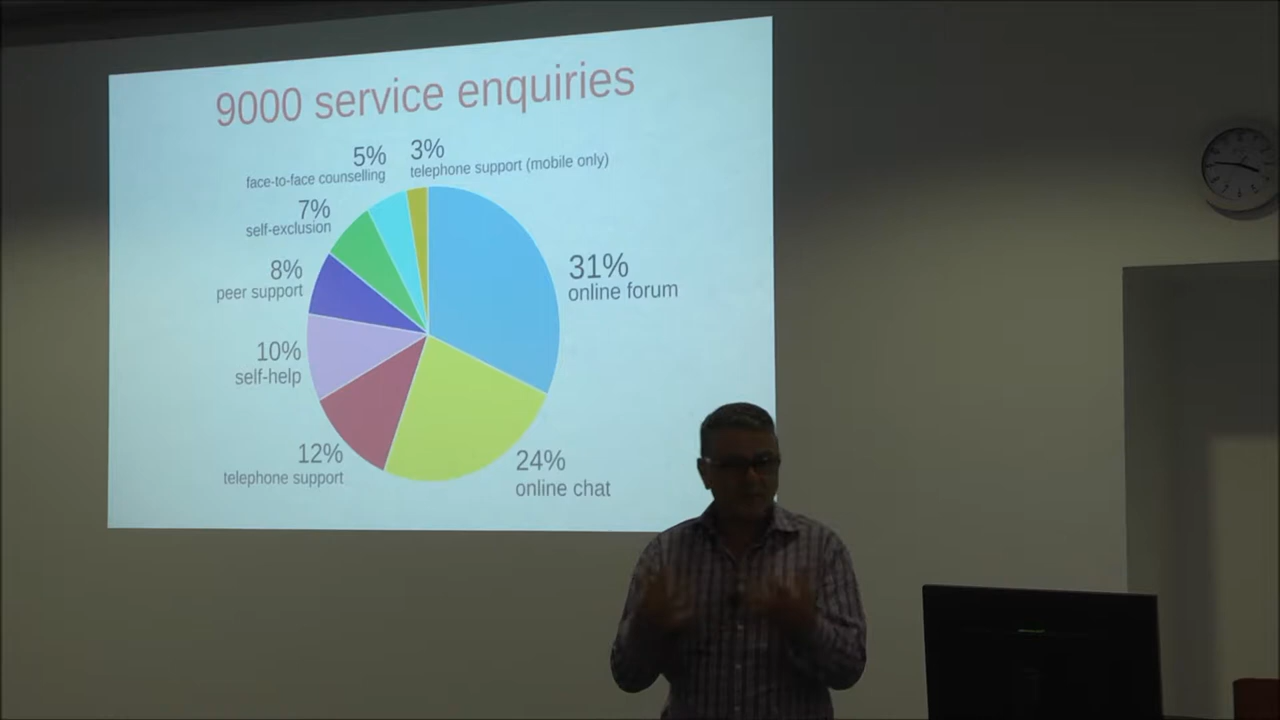 9000 service enquiries
5%
face-to-face counselling
3%
telephone support (mobile only)
7%
self-exclusion
31%
online forum
8%
peer support
10%
self-help
12%
telephone support
24%
online chat